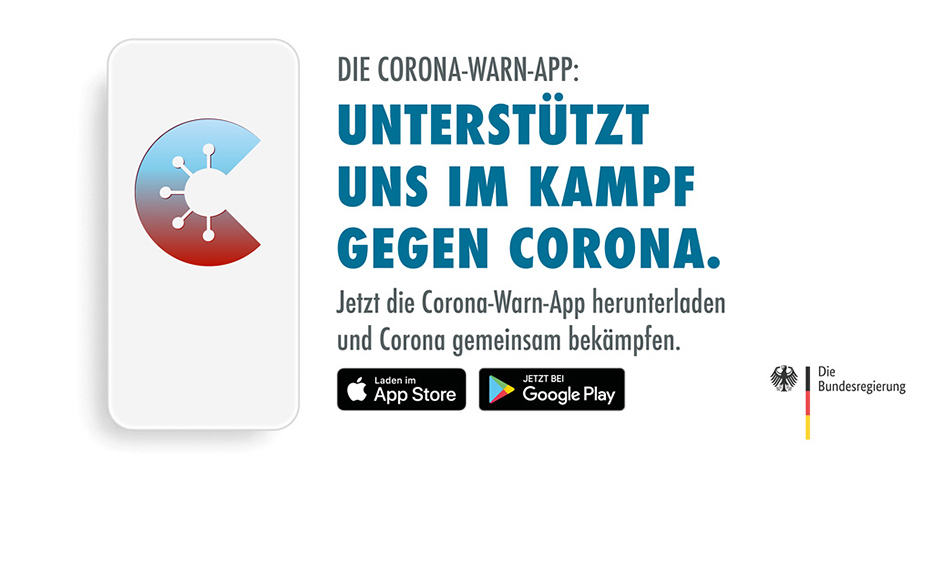 DIE CORONA-WARN-APP:
UNTERSTÜTZT
UNS IM KAMPF
GEGEN CORONA.
Jetzt die Corona-Warn-App herunterladen
und Corona gemeinsam bekämpfen.
Laden im
App Store
JETZT BEI
Google Play
Die
Bundesregierung